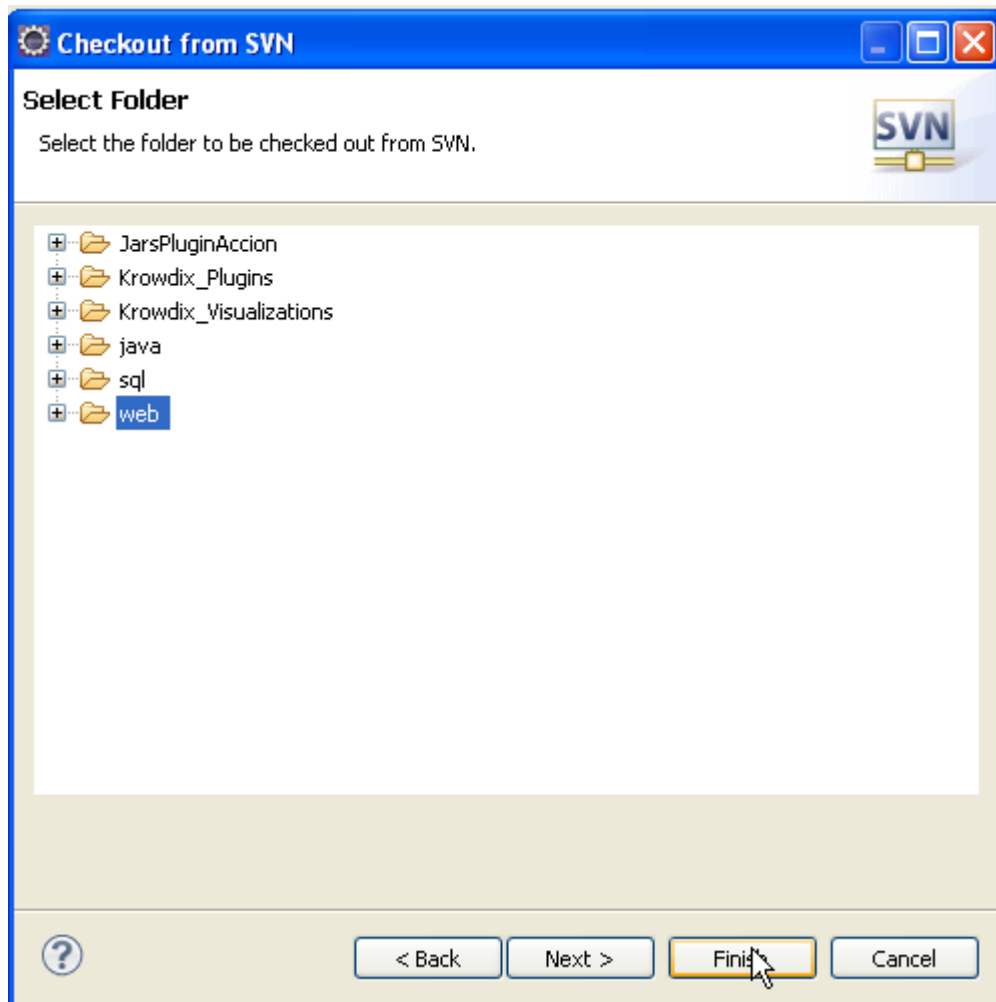 Checkout from SVN
Select Folder
SVN
Select the folder to be checked out from SVN.
JarsPluginAccion
Krowdix_Plugins
Krowdix_Visualizations
java
sql
web
? < Back Next > Finish Cancel